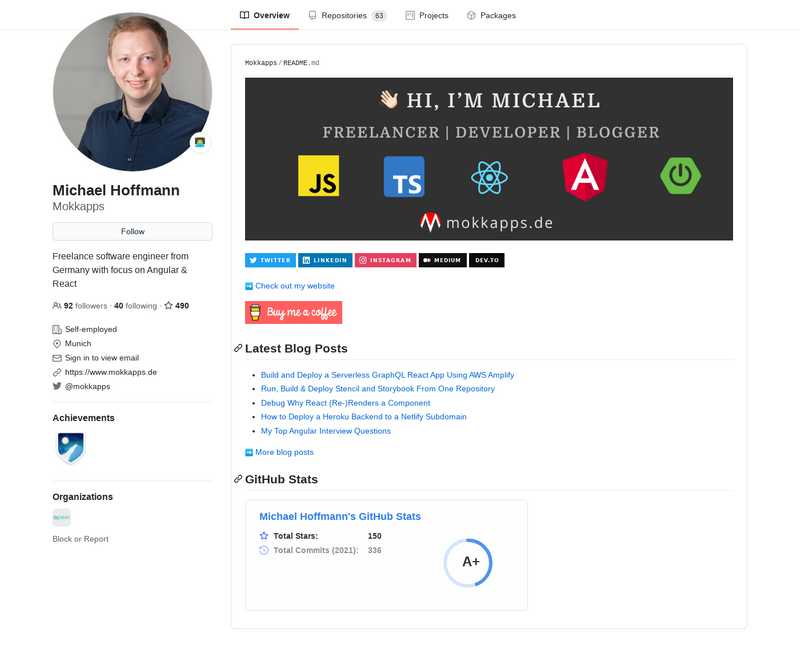 Overview
Repositories 63
Projects
Packages
Michael Hoffmann
Mokkapps
Follow
Freelance software engineer from
Germany with focus on Angular &
React
92 followers · 40 following · 490
Self-employed
Munich
Sign in to view email
https://www.mokkapps.de
@mokkapps
Achievements
Organizations
Block or Report
Mokkapps / README.md
HI, I'M MICHAEL
FREELANCER | DEVELOPER | BLOGGER
JS
TS
A
mokkapps.de
TWITTER
LINKEDIN
INSTAGRAM
MEDIUM
DEV.TO
Check out my website
Buy me a coffee
Latest Blog Posts
Build and Deploy a Serverless GraphQL React App Using AWS Amplify
Run, Build & Deploy Stencil and Storybook From One Repository
Debug Why React (Re-)Renders a Component
How to Deploy a Heroku Backend to a Netlify Subdomain
My Top Angular Interview Questions
More blog posts
GitHub Stats
Michael Hoffmann's GitHub Stats
Total Stars: 150
Total Commits (2021): 336
A+